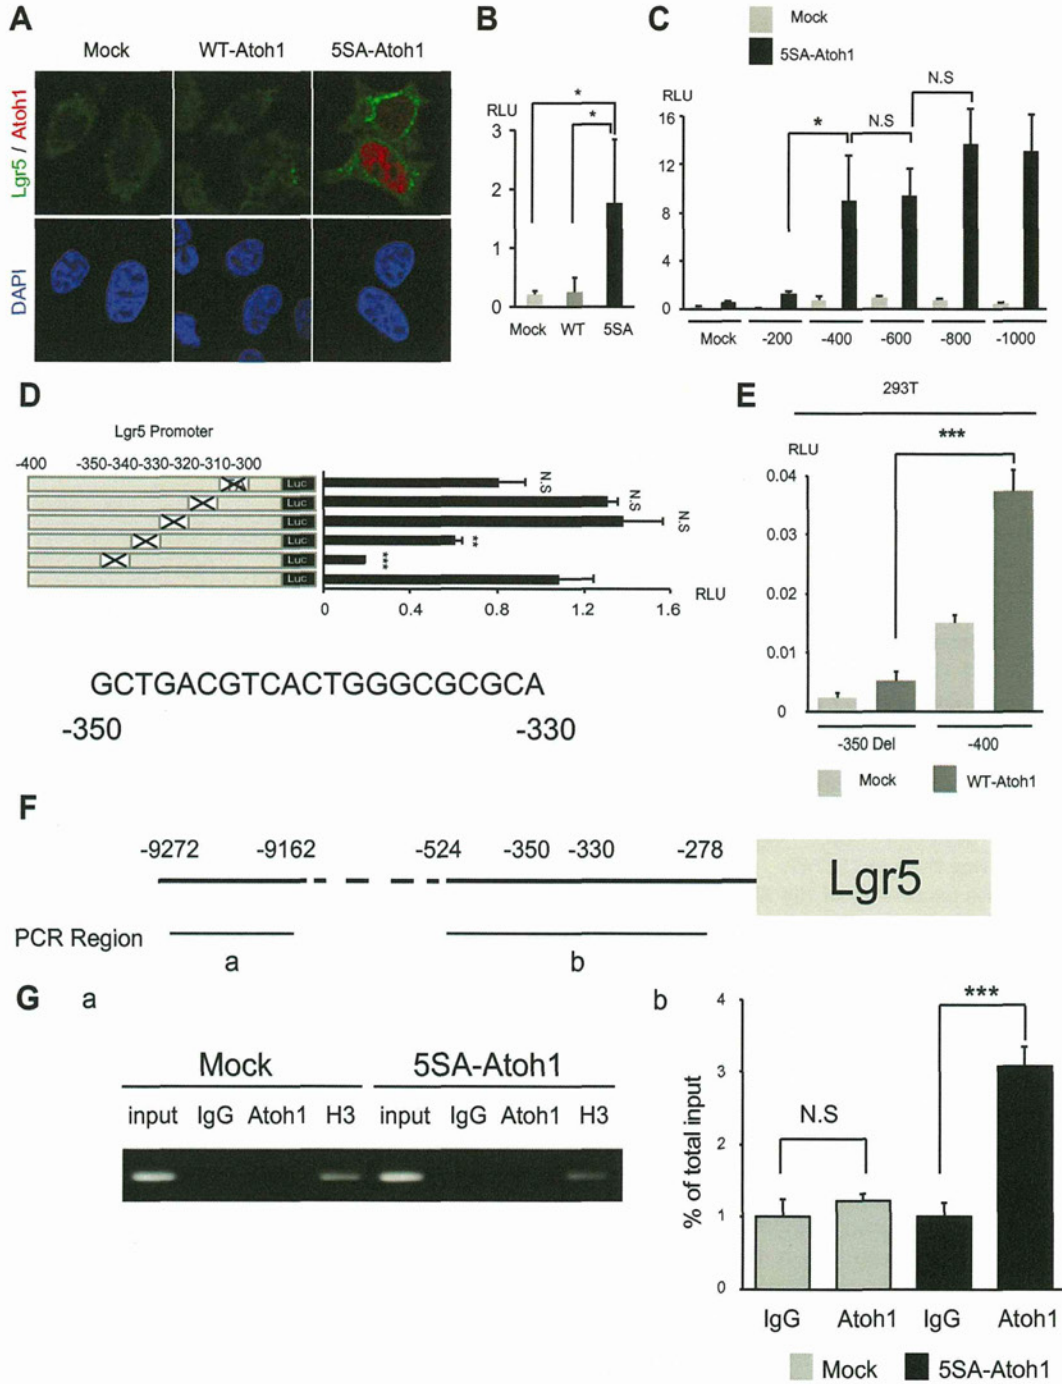 A
Mock WT-Atoh1 5SA-Atoh1
Lgr5 / Atoh1
DAPI
B
RLU
*
*
3
2
1
0
Mock WT 5SA
C
Mock
5SA-Atoh1
RLU
N.S
* N.S
16
12
8
4
0
Mock -200 -400 -600 -800 -1000
D
Lgr5 Promoter
-400 -350-340-330-320-310-300
Luc N.S
Luc N.S
Luc N.S
Luc **
Luc ***
Luc
0 0.4 0.8 1.2 1.6
RLU
GCTGACGTCACTGGGCGCGCA
-350 -330
E
293T
RLU
***
0.04
0.03
0.02
0.01
0
-350 Del -400
Mock WT-Atoh1
F
-9272 -9162 -524 -350 -330 -278
Lgr5
PCR Region
a b
G
a
Mock 5SA-Atoh1
input IgG Atoh1 H3 input IgG Atoh1 H3
b
% of total input
4
3
2
1
0
N.S ***
IgG Atoh1 IgG Atoh1
Mock 5SA-Atoh1